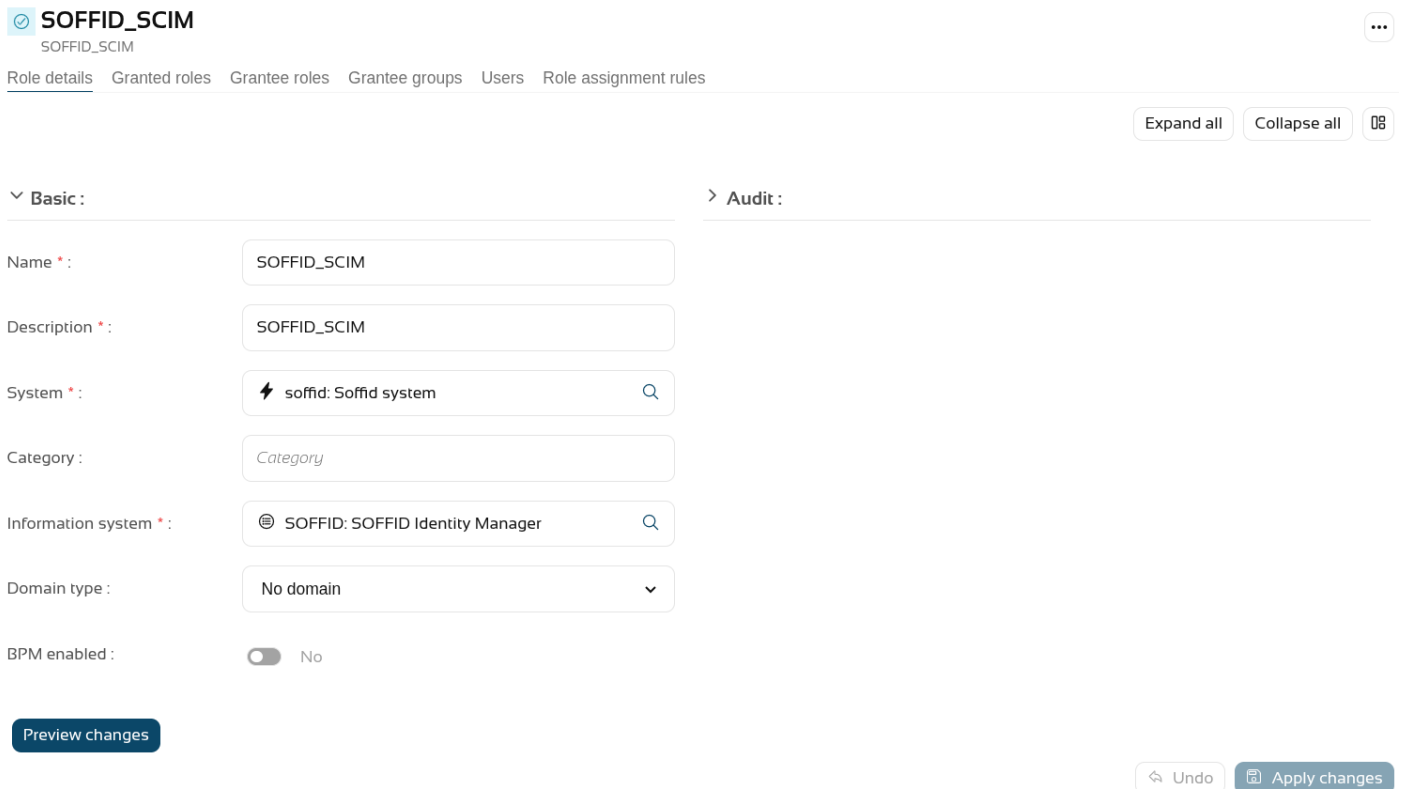 SOFFID_SCIM
SOFFID_SCIM
Role details Granted roles Grantee roles Grantee groups Users Role assignment rules
Expand all Collapse all
Basic :
Audit :
Name * : SOFFID_SCIM
Description * : SOFFID_SCIM
System * : soffid: Soffid system
Category : Category
Information system * : SOFFID: SOFFID Identity Manager
Domain type : No domain
BPM enabled : No
Preview changes
Undo Apply changes